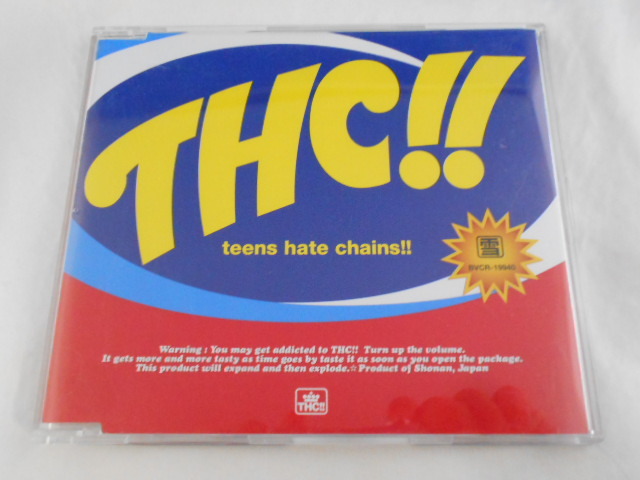 THC!!
teens hate chains!!
雪
BVCR-19940
Warning : You may get addicted to THC!! Turn up the volume.
It gets more and more tasty as time goes by taste it as soon as you open the package.
This product will expand and then explode.☆Product of Shonan, Japan
THC!!